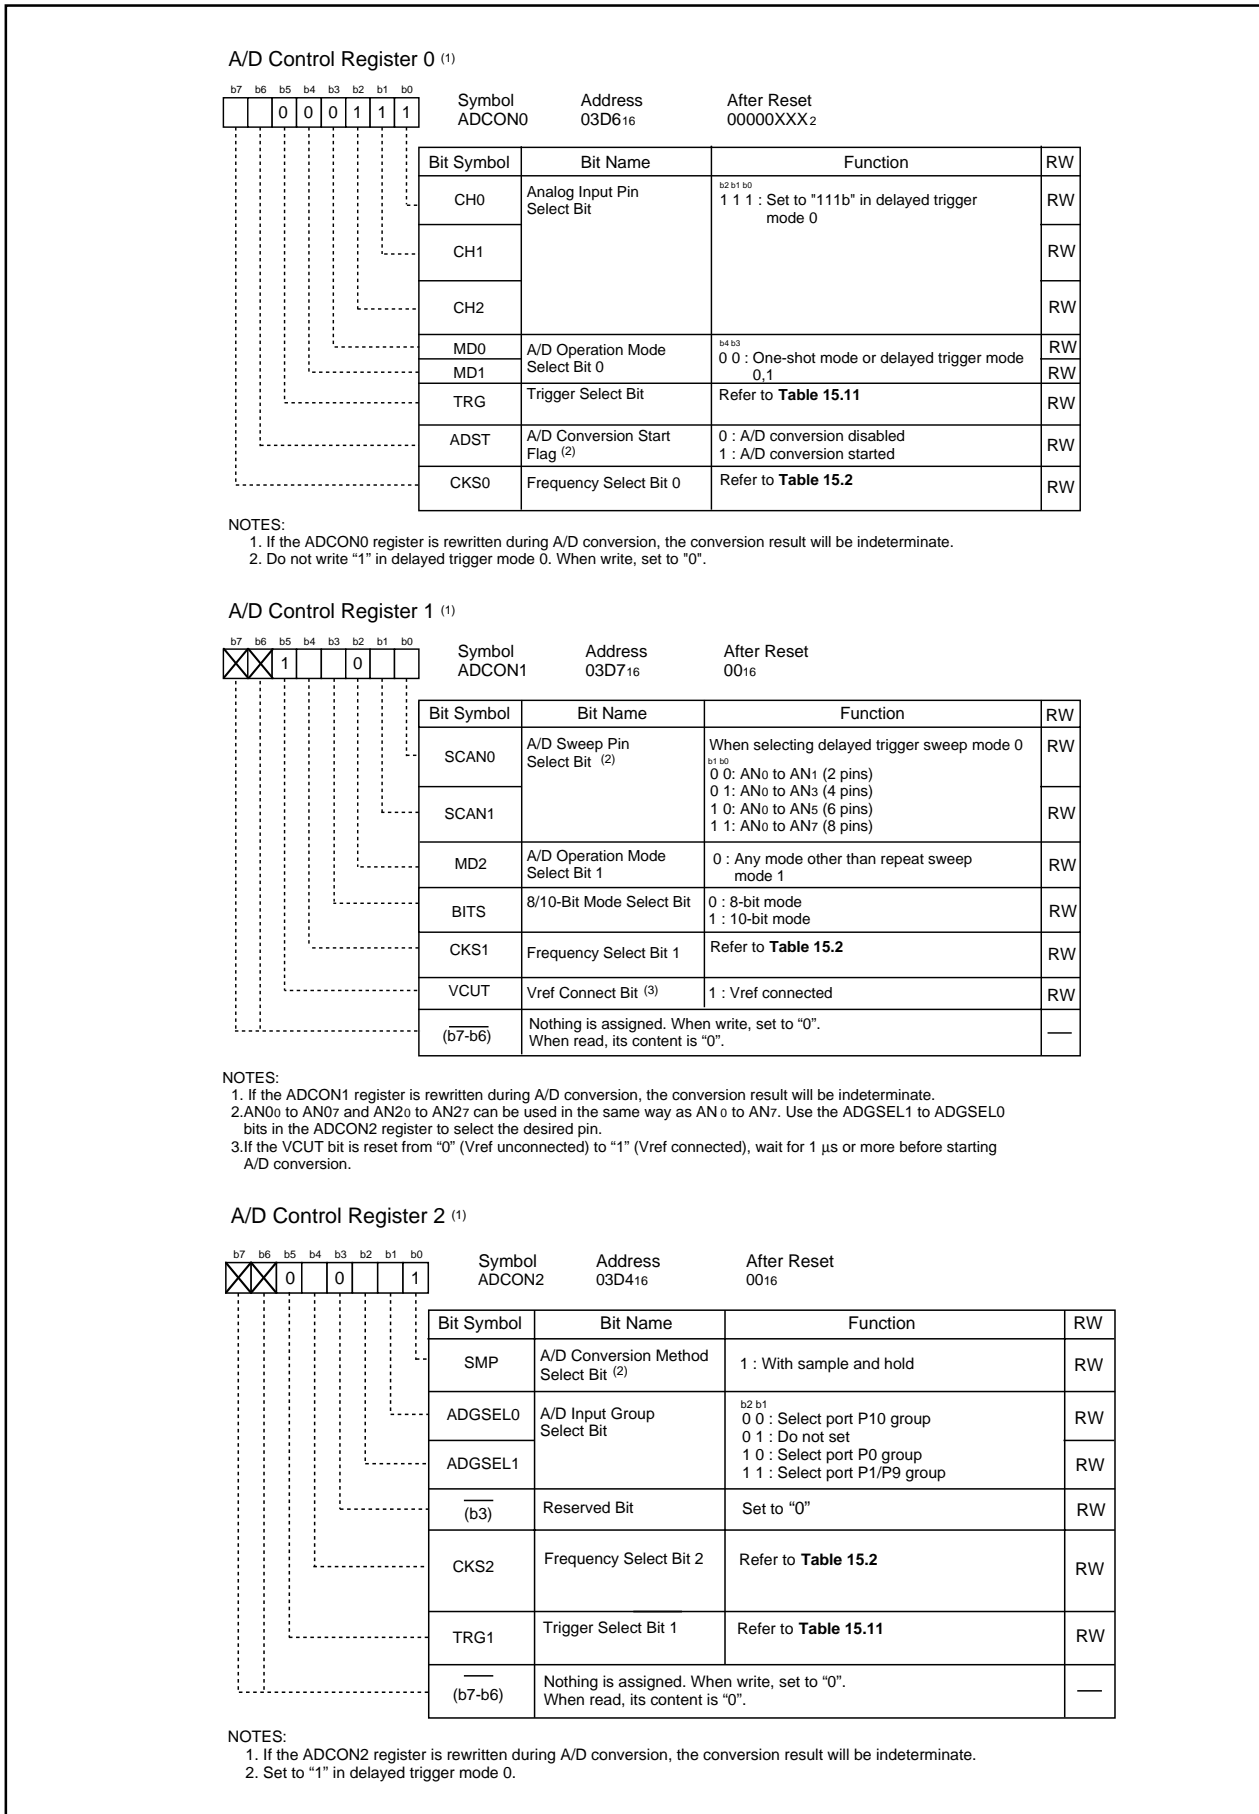 A/D Control Register 0 (1)
b7 b6 b5 b4 b3 b2 b1 b0
0 0 0 1 1 1
Symbol Address After Reset
ADCON0 03D616 00000XXX2
Bit Symbol Bit Name Function RW
CH0 Analog Input Pin Select Bit b2 b1 b0 RW
1 1 1 : Set to "111b" in delayed trigger
mode 0
CH1 RW
CH2 RW
MD0 A/D Operation Mode Select Bit 0 b4 b3 RW
0 0 : One-shot mode or delayed trigger mode
0,1
MD1 RW
TRG Trigger Select Bit Refer to Table 15.11 RW
ADST A/D Conversion Start Flag (2) 0 : A/D conversion disabled RW
1 : A/D conversion started
CKS0 Frequency Select Bit 0 Refer to Table 15.2 RW
NOTES:
1. If the ADCON0 register is rewritten during A/D conversion, the conversion result will be indeterminate.
2. Do not write “1” in delayed trigger mode 0. When write, set to "0".
A/D Control Register 1 (1)
b7 b6 b5 b4 b3 b2 b1 b0
1 0
Symbol Address After Reset
ADCON1 03D716 0016
Bit Symbol Bit Name Function RW
SCAN0 A/D Sweep Pin Select Bit (2) When selecting delayed trigger sweep mode 0 RW
b1 b0
0 0: AN0 to AN1 (2 pins)
0 1: AN0 to AN3 (4 pins)
1 0: AN0 to AN5 (6 pins)
1 1: AN0 to AN7 (8 pins)
SCAN1 RW
MD2 A/D Operation Mode Select Bit 1 0 : Any mode other than repeat sweep RW
mode 1
BITS 8/10-Bit Mode Select Bit 0 : 8-bit mode RW
1 : 10-bit mode
CKS1 Frequency Select Bit 1 Refer to Table 15.2 RW
VCUT Vref Connect Bit (3) 1 : Vref connected RW
(b7-b6) Nothing is assigned. When write, set to “0”. —
When read, its content is “0”.
NOTES:
1. If the ADCON1 register is rewritten during A/D conversion, the conversion result will be indeterminate.
2.AN00 to AN07 and AN20 to AN27 can be used in the same way as AN0 to AN7. Use the ADGSEL1 to ADGSEL0
bits in the ADCON2 register to select the desired pin.
3.If the VCUT bit is reset from “0” (Vref unconnected) to “1” (Vref connected), wait for 1 µs or more before starting
A/D conversion.
A/D Control Register 2 (1)
b7 b6 b5 b4 b3 b2 b1 b0
0 0 1
Symbol Address After Reset
ADCON2 03D416 0016
Bit Symbol Bit Name Function RW
SMP A/D Conversion Method Select Bit (2) 1 : With sample and hold RW
ADGSEL0 A/D Input Group Select Bit b2 b1 RW
0 0 : Select port P10 group
0 1 : Do not set
1 0 : Select port P0 group
1 1 : Select port P1/P9 group
ADGSEL1 RW
(b3) Reserved Bit Set to “0” RW
CKS2 Frequency Select Bit 2 Refer to Table 15.2 RW
TRG1 Trigger Select Bit 1 Refer to Table 15.11 RW
(b7-b6) Nothing is assigned. When write, set to “0”. —
When read, its content is “0”.
NOTES:
1. If the ADCON2 register is rewritten during A/D conversion, the conversion result will be indeterminate.
2. Set to “1” in delayed trigger mode 0.